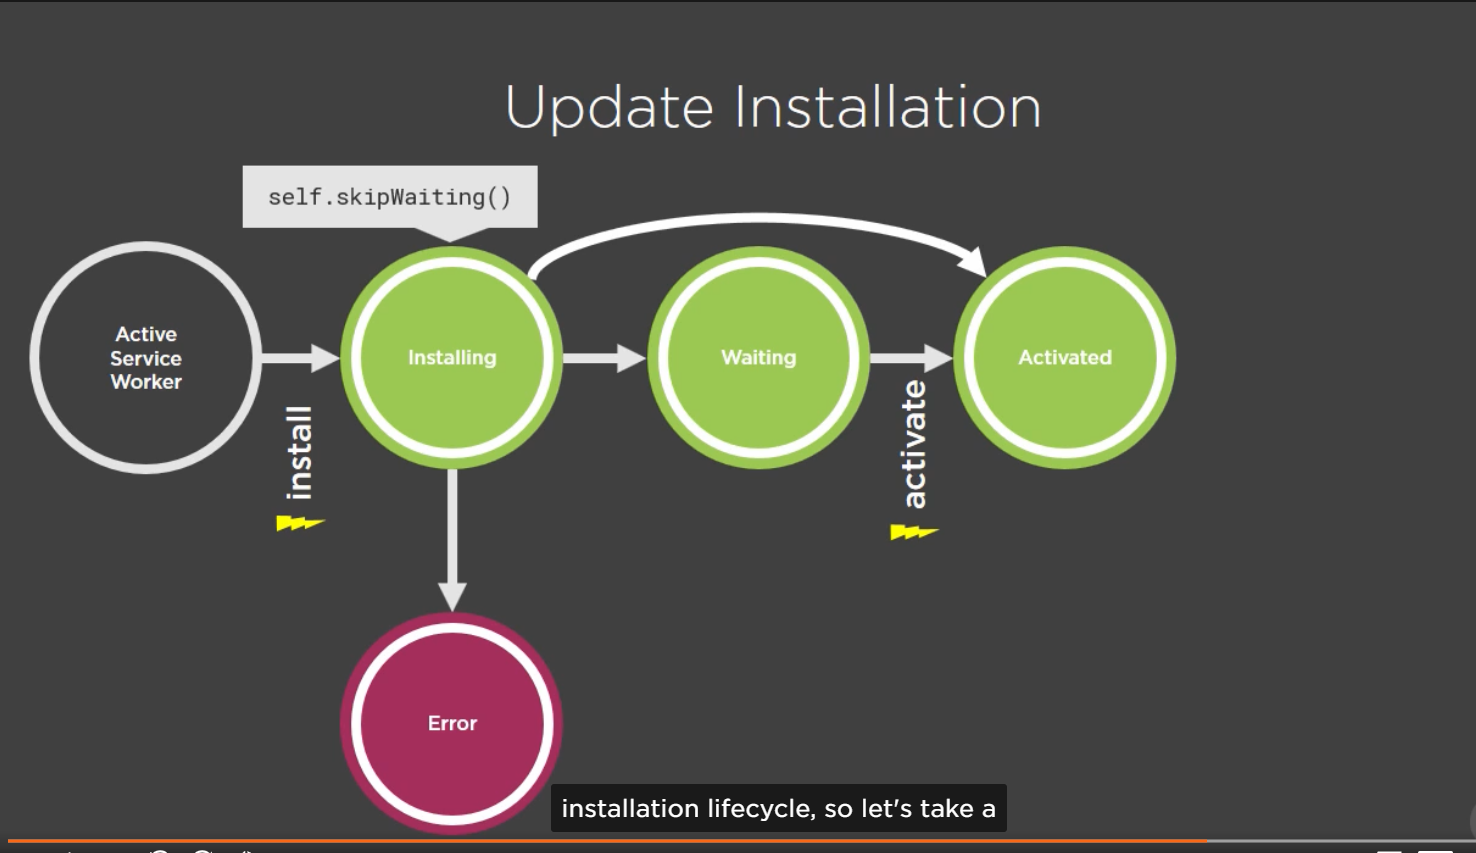 Update Installation
self.skipWaiting()
Active
Service
Worker
install
Installing
Waiting
activate
Activated
Error
installation lifecycle, so let's take a